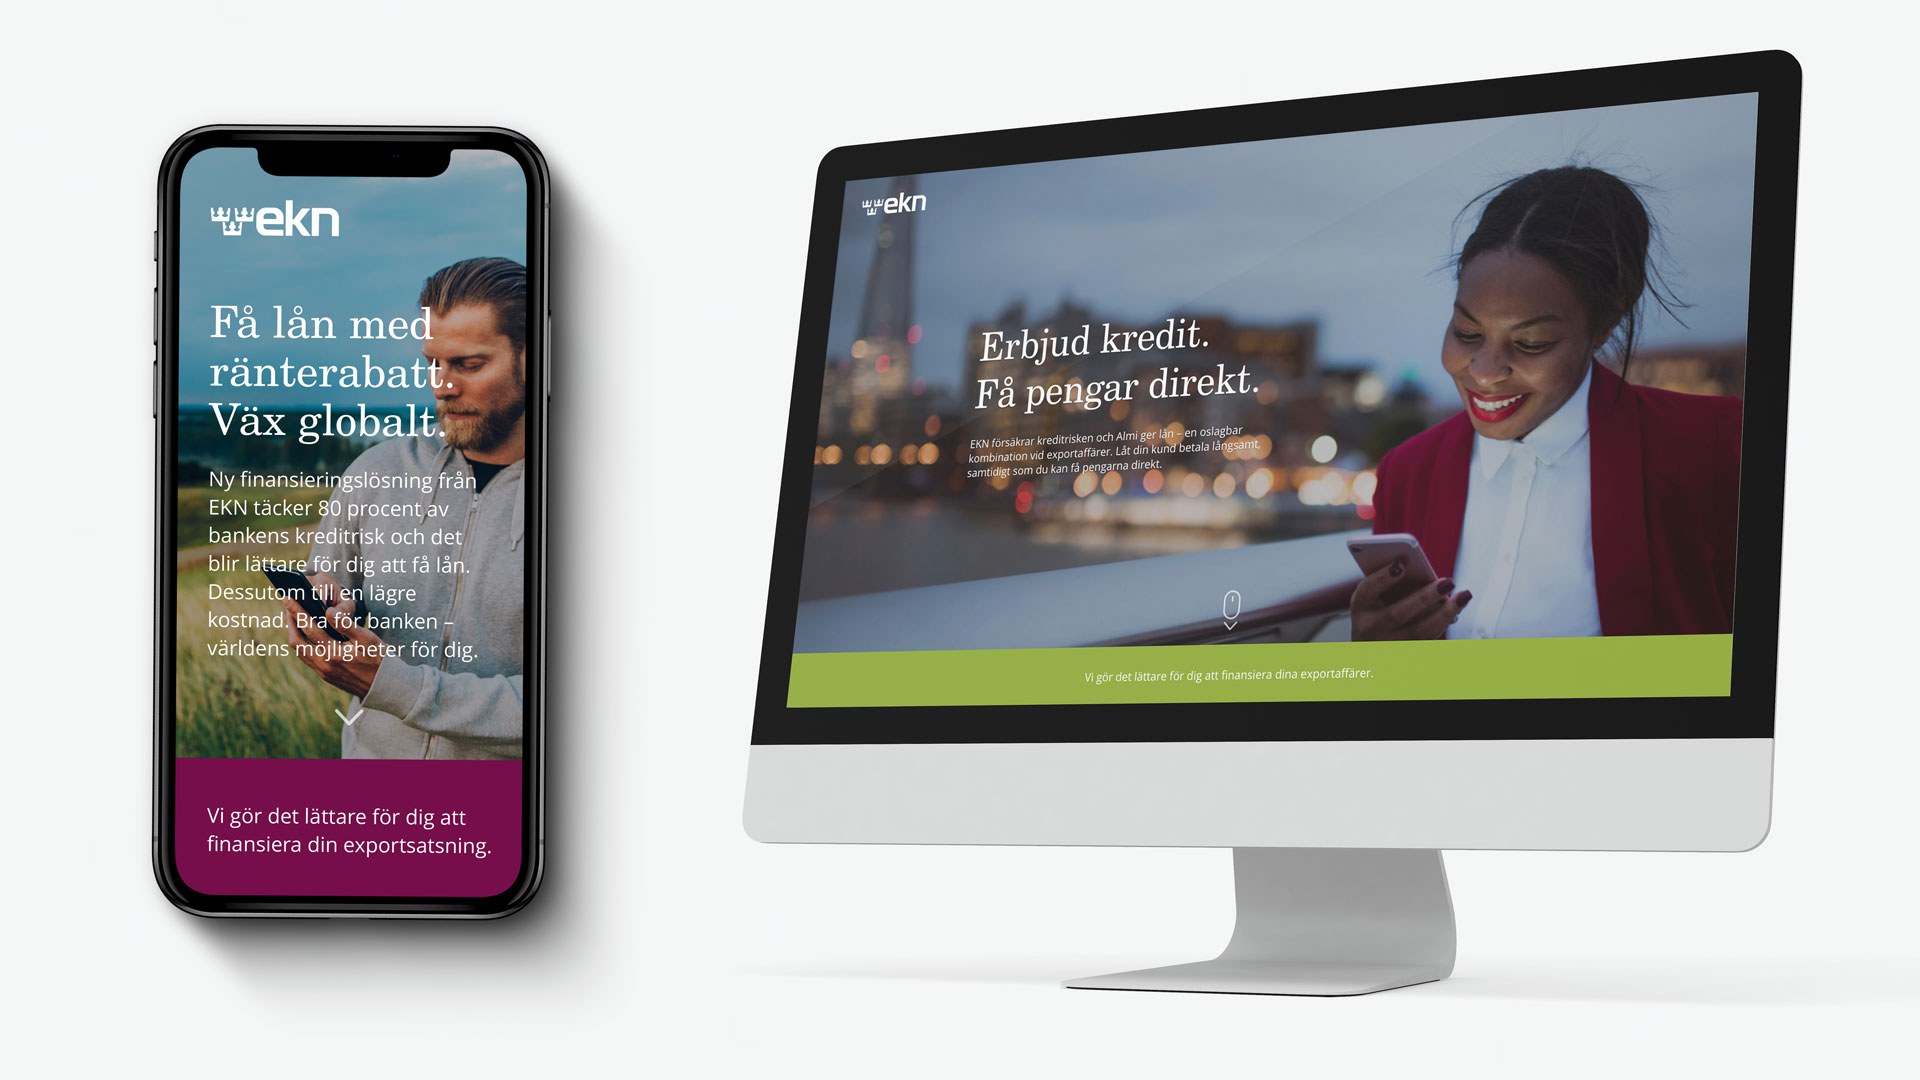 ekn
Få lån med
ränterabatt.
Väx globalt.
Ny finansieringslösning från
EKN täcker 80 procent av
bankens kreditrisk och det
blir lättare för dig att få lån.
Dessutom till en lägre
kostnad. Bra för banken –
världens möjligheter för dig.
Vi gör det lättare för dig att
finansiera din exportsatsning.
ekn
Erbjud kredit.
Få pengar direkt.
EKN försäkrar kreditrisken och Almi ger lån – en oslagbar
kombination vid exportaffärer. Låt din kund betala långsamt,
samtidigt som du kan få pengarna direkt.
Vi gör det lättare för dig att finansiera dina exportaffärer.